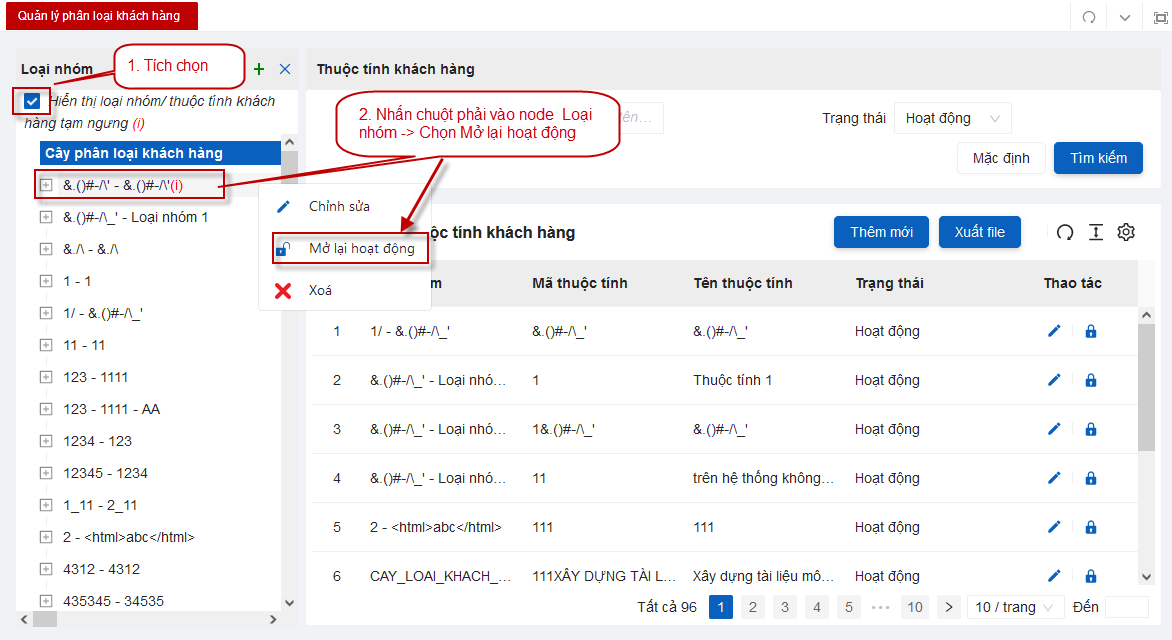 Quản lý phân loại khách hàng
Loại nhóm
1. Tích chọn
Hiển thị loại nhóm/ thuộc tính khách
hàng tạm ngưng (i)
Cây phân loại khách hàng
&.()#-/\' - &.()#-/\'(i)
&.()#-/\_' - Loại nhóm 1
&./\ - &./\
1 - 1
1/ - &.()#-/\_'
11 - 11
123 - 1111
123 - 1111 - AA
1234 - 123
12345 - 1234
1_11 - 2_11
2 - <html>abc</html>
4312 - 4312
435345 - 34535
Thuộc tính khách hàng
2. Nhấn chuột phải vào node Loại
nhóm -> Chọn Mở lại hoạt động
tên...
Trạng thái
Hoạt động
Mặc định
Tìm kiếm
Chỉnh sửa
Mở lại hoạt động
Xoá
ộc tính khách hàng
Thêm mới
Xuất file
m Mã thuộc tính Tên thuộc tính Trạng thái Thao tác
1 1/ - &.()#-/\_' &.()#-/\_' &.()#-/\_' Hoạt động
2 &.()#-/\_' - Loại nhó... 1 Thuộc tính 1 Hoạt động
3 &.()#-/\_' - Loại nhó... 1&.()#-/\_' &.()#-/\_' Hoạt động
4 &.()#-/\_' - Loại nhó... 11 trên hệ thống không... Hoạt động
5 2 - <html>abc</html> 111 111 Hoạt động
6 CAY_LOAI_KHACH_... 111XÂY DỰNG TÀI L... Xây dựng tài liệu mô... Hoạt động
Tất cả 96 1 2 3 4 5 ••• 10 > 10 / trang Đến